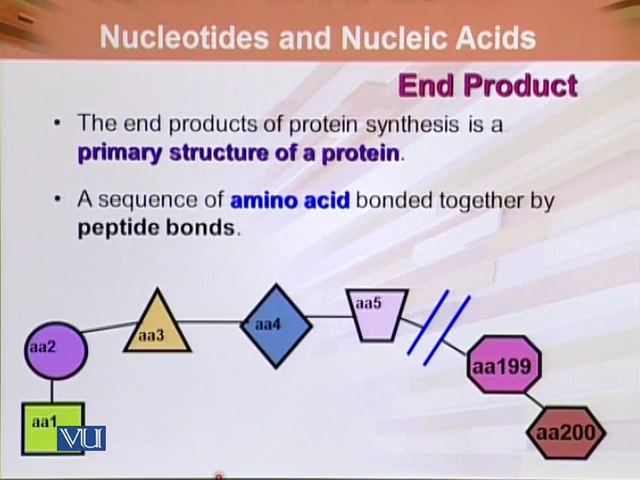 Nucleotides and Nucleic Acids
End Product
• The end products of protein synthesis is a
primary structure of a protein.
• A sequence of amino acid bonded together by
peptide bonds.
aa5
aa4
aa3
aa2
aa199
aa1
VU
aa200